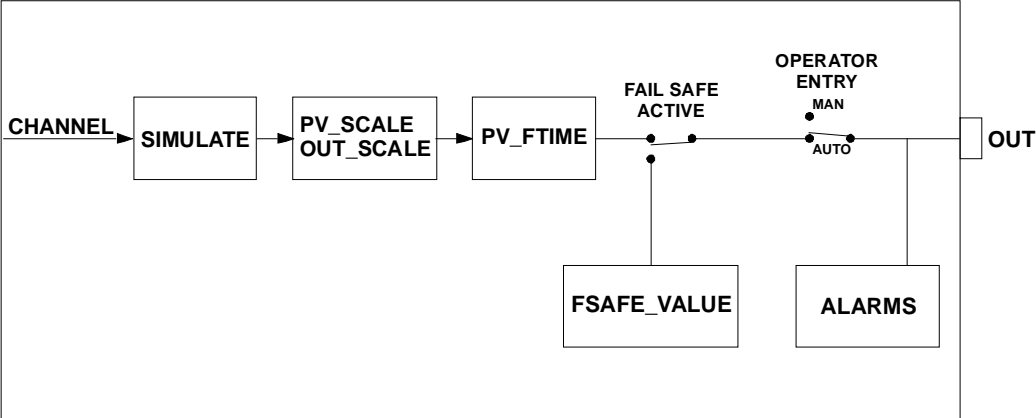 CHANNEL
SIMULATE
PV_SCALE
OUT_SCALE
PV_FTIME
FAIL SAFE
ACTIVE
OPERATOR
ENTRY
MAN
AUTO
OUT
FSAFE_VALUE
ALARMS